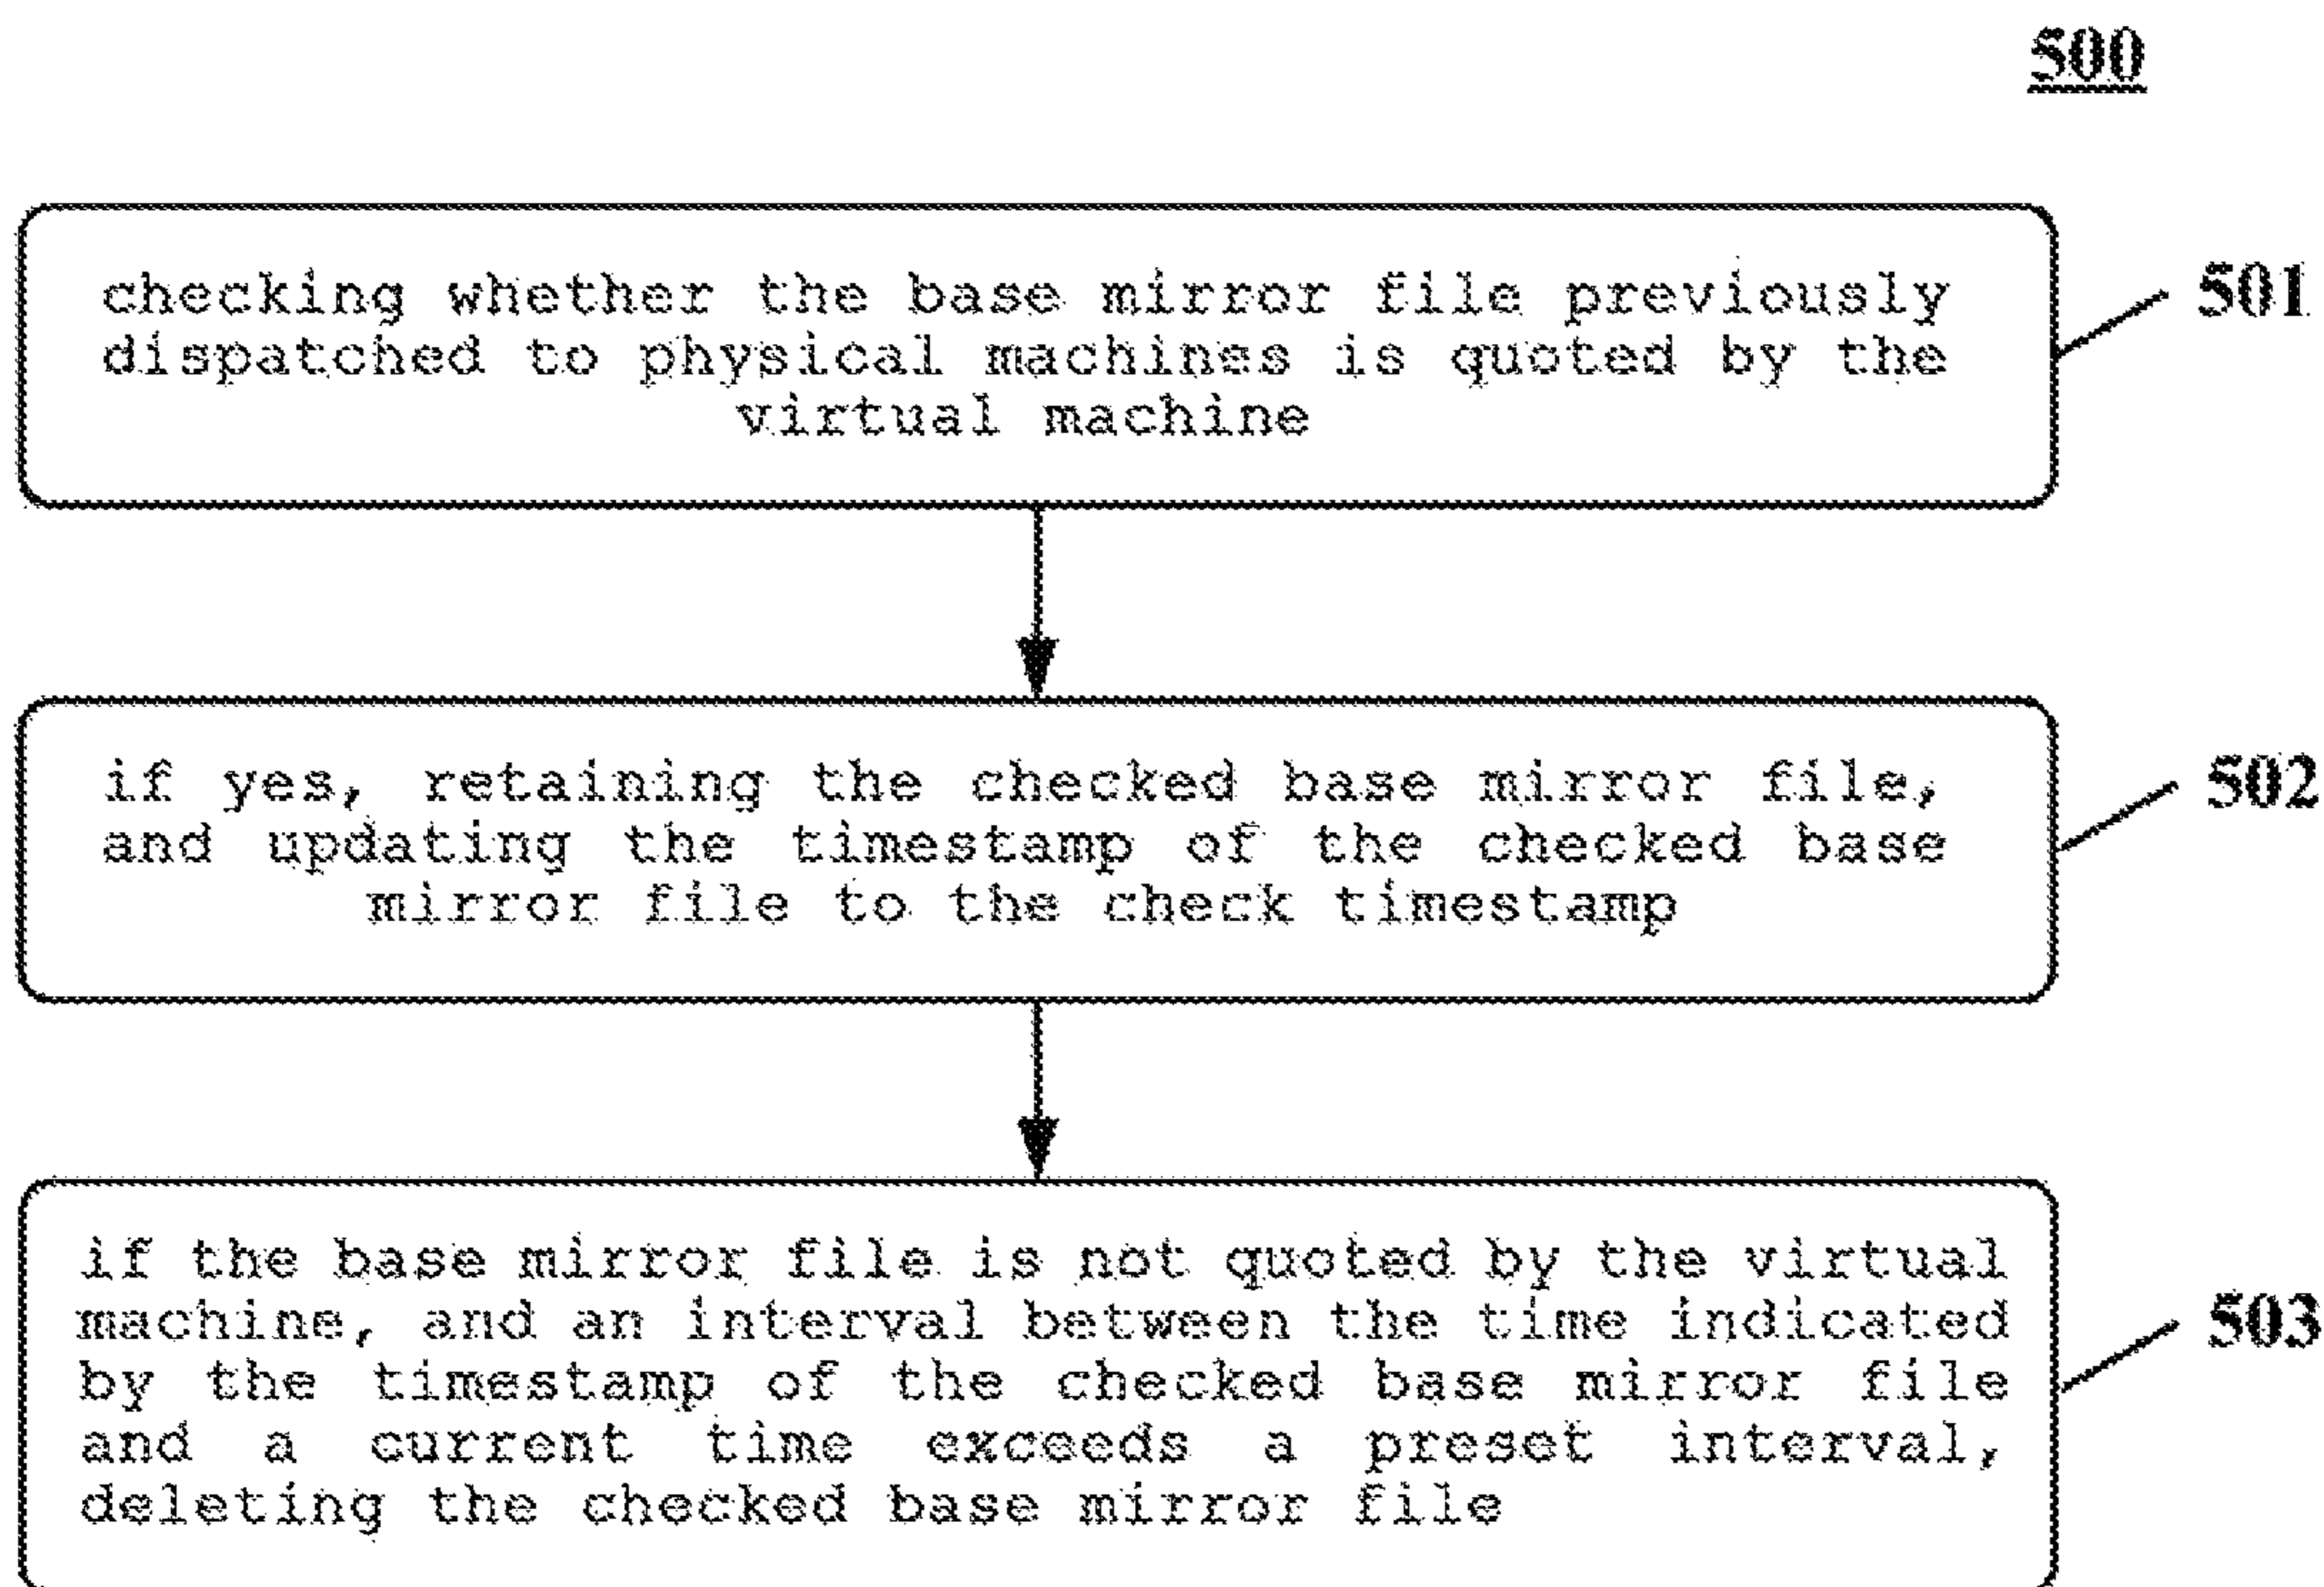 500
checking whether the base mirror file previously
dispatched to physical machines is quoted by the
virtual machine
501
if yes, retaining the checked base mirror file,
and updating the timestamp of the checked base
mirror file to the check timestamp
502
if the base mirror file is not quoted by the virtual
machine, and an interval between the time indicated
by the timestamp of the checked base mirror file
and a current time exceeds a preset interval,
deleting the checked base mirror file
503